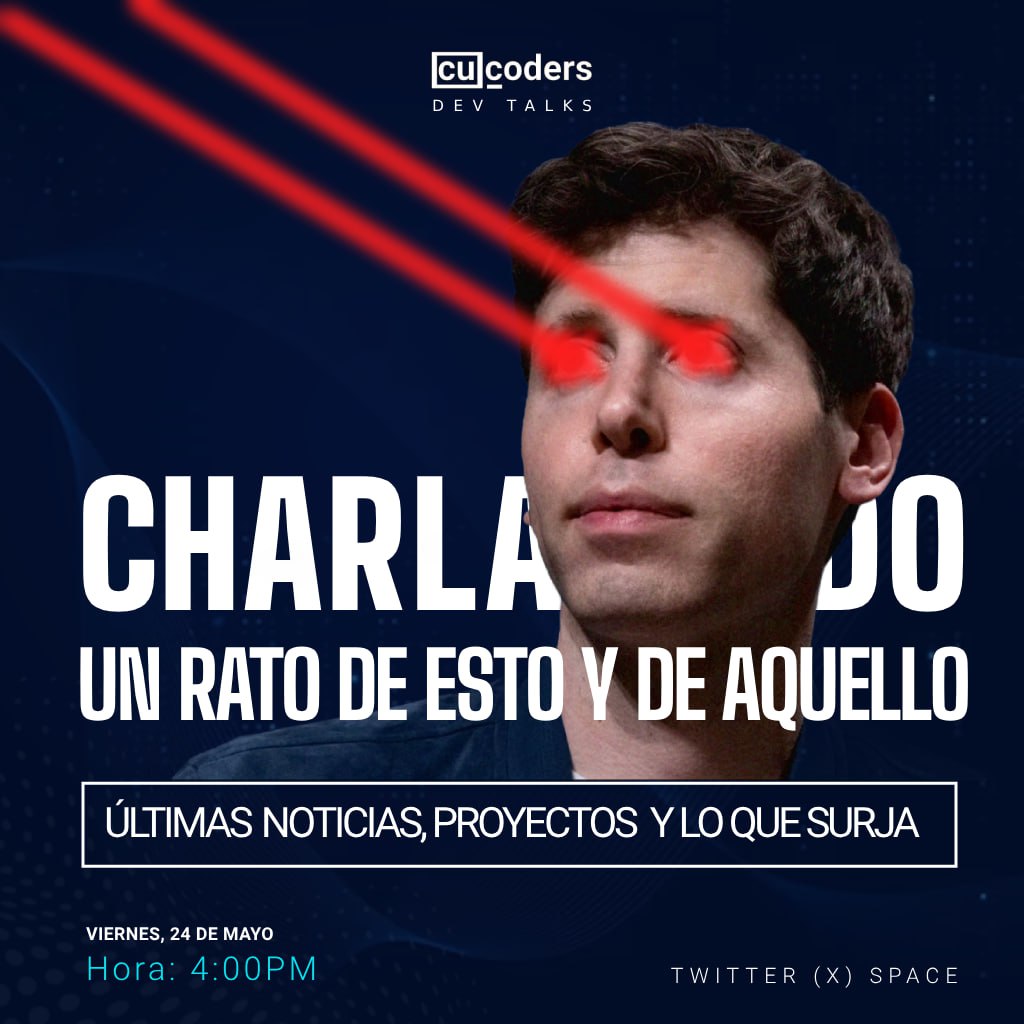 cucoders
DEV TALKS
CHARLA DO
UN RATO DE ESTO Y DE AQUELLO
ÚLTIMAS NOTICIAS, PROYECTOS Y LO QUE SURJA
VIERNES, 24 DE MAYO
Hora: 4:00PM
TWITTER (X) SPACE